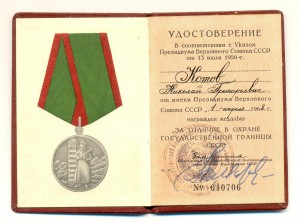 УДОСТОВЕРЕНИЕ
В соответствии с Указом
Президиума Верховного Совета СССР
от 13 июля 1950 г.
Котов
Николай Григорьевич
от имени Президиума Верховного
Совета СССР
награжден медалью
ЗА ОТЛИЧИЕ В ОХРАНЕ
ГОСУДАРСТВЕННОЙ ГРАНИЦЫ
СССР
№ 010706